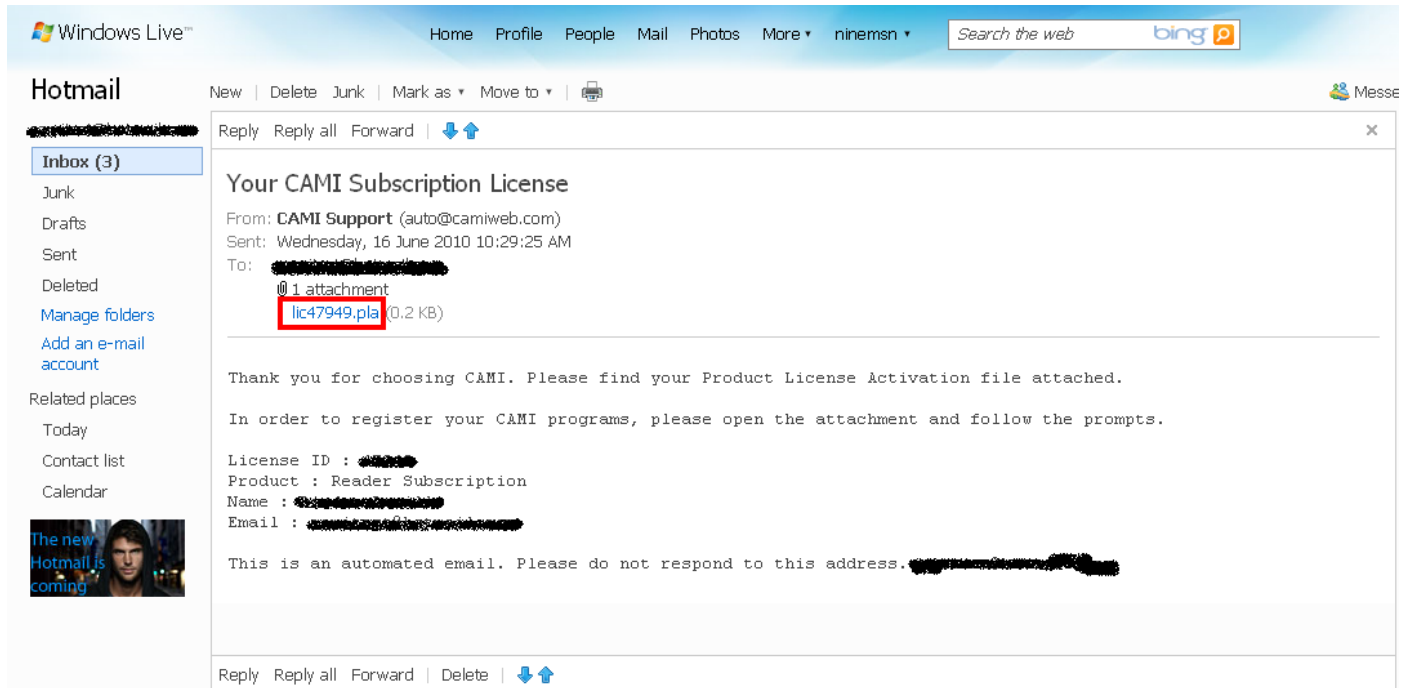 Windows Live™
Home Profile People Mail Photos More ninemsn Search the web bing
Hotmail
New | Delete Junk | Mark as Move to |
Messe
Reply Reply all Forward |
Inbox (3)
Junk
Drafts
Sent
Deleted
Manage folders
Add an e-mail
account
Related places
Today
Contact list
Calendar
The new
Hotmail is
coming
Your CAMI Subscription License
From: CAMI Support (auto@camiweb.com)
Sent: Wednesday, 16 June 2010 10:29:25 AM
To:
1 attachment
lic47949.pla (0.2 KB)
Thank you for choosing CAMI. Please find your Product License Activation file attached.
In order to register your CAMI programs, please open the attachment and follow the prompts.
License ID :
Product : Reader Subscription
Name :
Email :
This is an automated email. Please do not respond to this address.
Reply Reply all Forward | Delete |